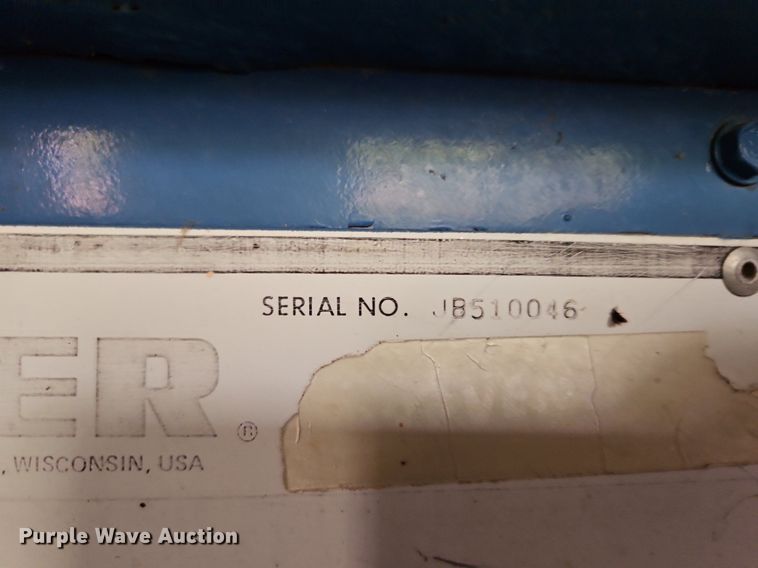 SERIAL NO. JB510046
ER ®
, WISCONSIN, USA
Purple Wave Auction